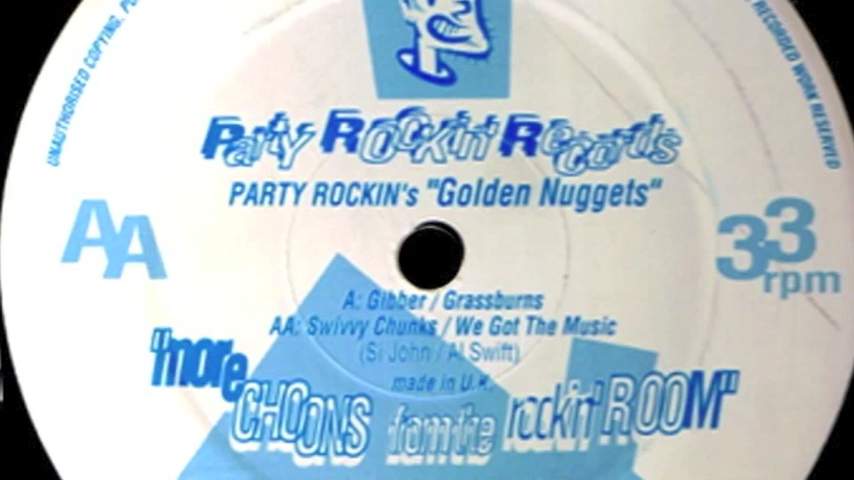 UNAUTHORISED COPYING, 
RECORDED WORK RESERVED
Party Rockin' Records
PARTY ROCKIN's "Golden Nuggets"
AA
33 rpm
A: Gibber / Grassburns
AA: Swivvy Chunks / We Got The Music
(Si John / Al Swift)
made in U.K.
"more
CHOONS from the rockin' ROOM"